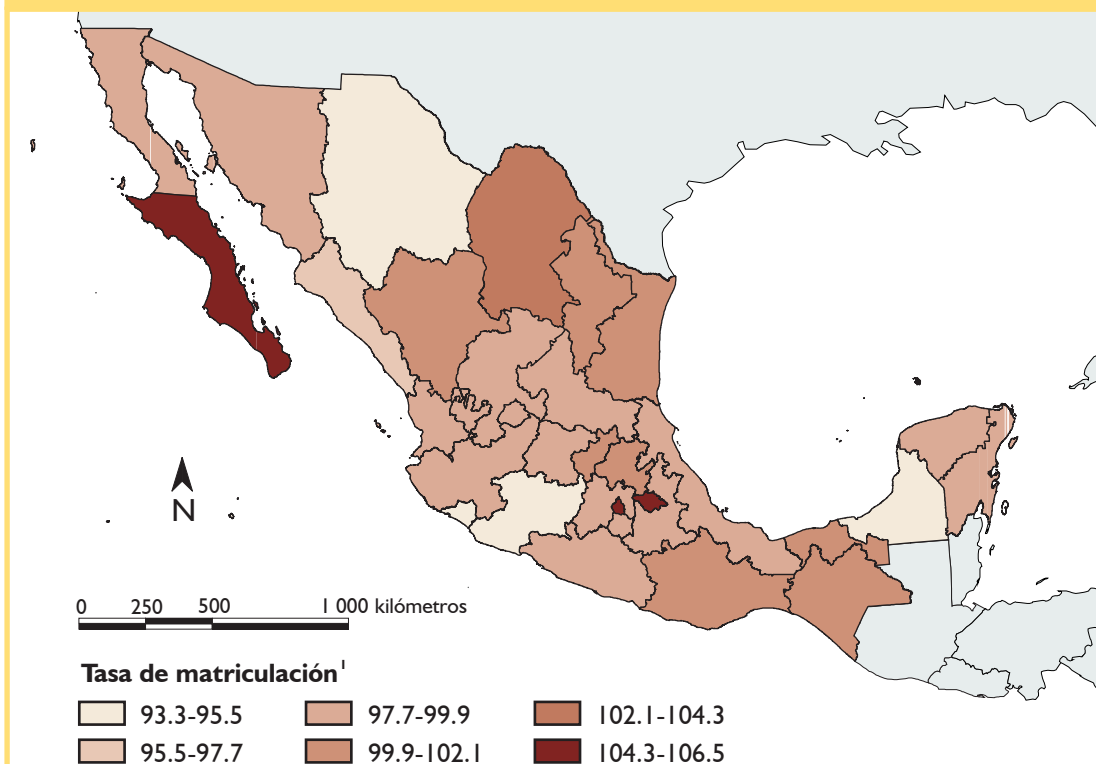 N
0 250 500 1 000 kilómetros
Tasa de matriculación¹
93.3-95.5 97.7-99.9 102.1-104.3
95.5-97.7 99.9-102.1 104.3-106.5